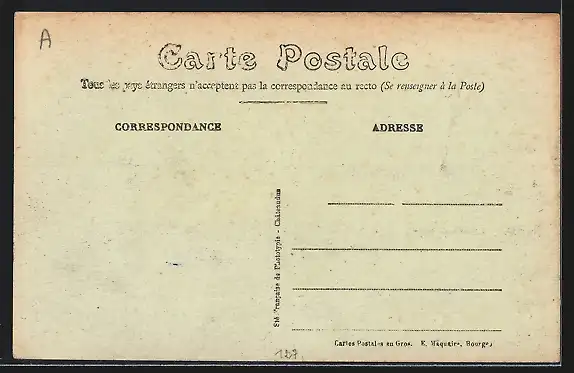 A
Carte Postale
Tous les pays étrangers n'acceptent pas la correspondance au recto (Se renseigner à la Poste)
CORRESPONDANCE
ADRESSE
Sté Française de Phototypie - Châteaudun
Cartes Postales en Gros. E. Maquaire, Bourges
127